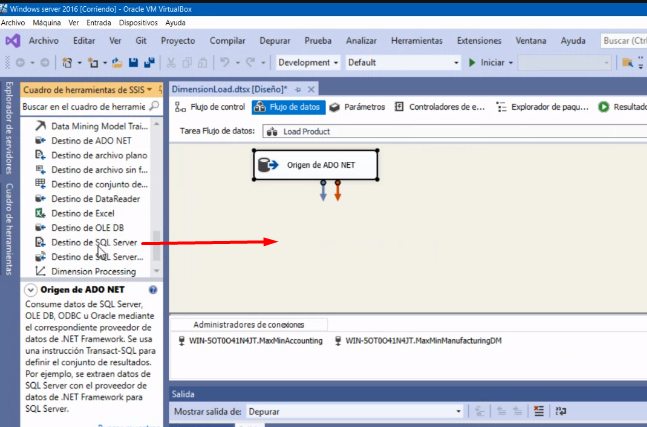 Windows server 2016 [Corriendo] - Oracle VM VirtualBox
Archivo Máquina Ver Entrada Dispositivos Ayuda
Archivo Editar Ver Git Proyecto Compilar Depurar Prueba Analizar Herramientas Extensiones Ventana Ayuda Buscar (Ctrl
Development Default Iniciar
Explorador de servidores
Cuadro de herramientas
Cuadro de herramientas de SSIS
Buscar en el cuadro de herramie
Data Mining Model Trai...
Destino de ADO NET
Destino de archivo plano
Destino de archivo sin f...
Destino de conjunto de...
Destino de DataReader
Destino de Excel
Destino de OLE DB
Destino de SQL Server
Destino de SQL Server...
Dimension Processing
Origen de ADO NET
Consume datos de SQL Server,
OLE DB, ODBC u Oracle mediante
el correspondiente proveedor de
datos de .NET Framework. Se usa
una instrucción Transact-SQL para
definir el conjunto de resultados.
Por ejemplo, se extraen datos de
SQL Server con el proveedor de
datos de .NET Framework para
SQL Server.
DimensionLoad.dtsx [Diseño]*
Flujo de control Flujo de datos Parámetros Controladores de e... Explorador de paqu... Resultado
Tarea Flujo de datos: Load Product
Origen de ADO NET
Administradores de conexiones
WIN-SOT0O41N4JT.MaxMinAccounting WIN-SOT0O41N4JT.MaxMinManufacturingDM
Salida
Mostrar salida de: Depurar